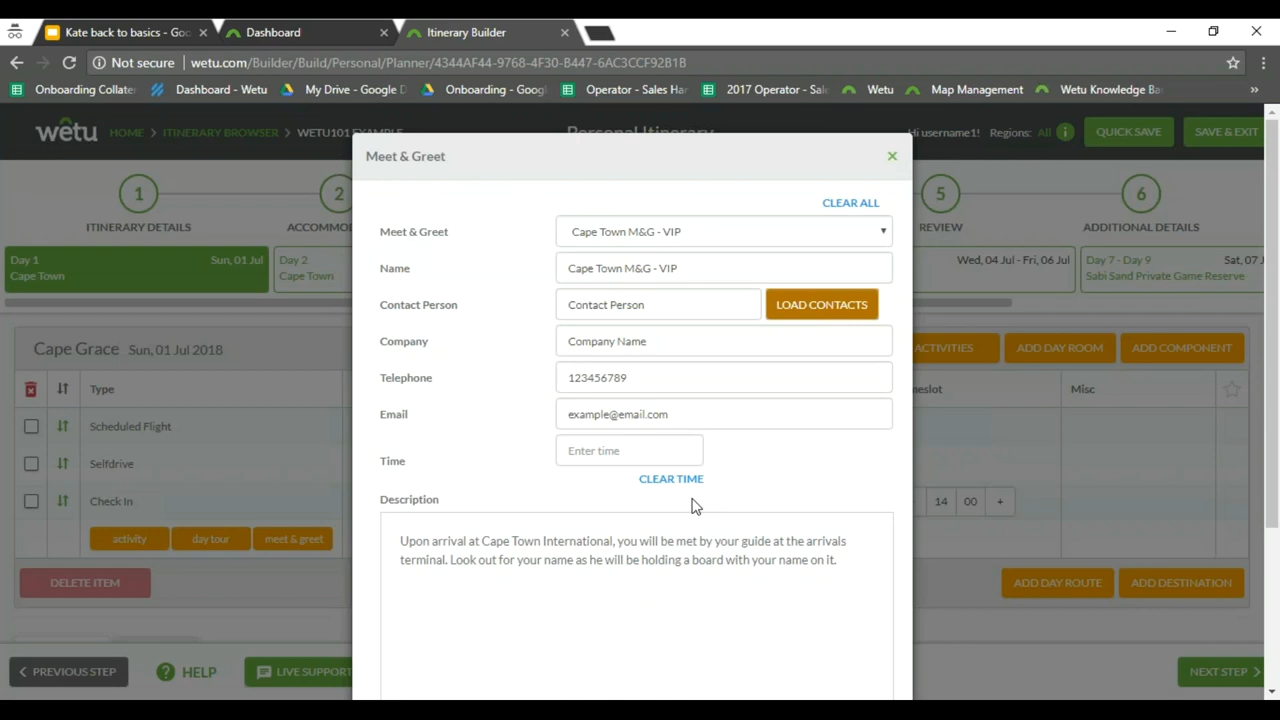 Kate back to basics - Goo
Dashboard
Itinerary Builder
Not secure wetu.com/Builder/Build/Personal/Planner/4344AF44-9768-4F30-B447-6AC3CCF92B1B
Onboarding Collate
Dashboard - Wetu
My Drive - Google D
Onboarding - Googl
Operator - Sales Har
2017 Operator - Sale
Wetu
Map Management
Wetu Knowledge Ba
»
wetu HOME > ITINERARY BROWSER > WETU101 EXAMPLE
Personal Itinerary
Hi username1! Regions: All i
QUICK SAVE
SAVE & EXIT
Meet & Greet
1
2
5
6
ITINERARY DETAILS
ACCOMMOD
REVIEW
ADDITIONAL DETAILS
CLEAR ALL
Day 1 Sun, 01 Jul
Cape Town
Day 2
Cape Town
Wed, 04 Jul - Fri, 06 Jul
Day 7 - Day 9 Sat, 07 J
Sabi Sand Private Game Reserve
Meet & Greet Cape Town M&G - VIP
Name Cape Town M&G - VIP
Contact Person Contact Person LOAD CONTACTS
Company Company Name
Telephone 123456789
Email example@email.com
Time Enter time
CLEAR TIME
Description
Upon arrival at Cape Town International, you will be met by your guide at the arrivals
terminal. Look out for your name as he will be holding a board with your name on it.
Cape Grace Sun, 01 Jul 2018
ACTIVITIES
ADD DAY ROOM
ADD COMPONENT
Type
neslot
Misc
Scheduled Flight
Selfdrive
Check In
14 00 +
activity
day tour
meet & greet
DELETE ITEM
ADD DAY ROUTE
ADD DESTINATION
PREVIOUS STEP
? HELP
LIVE SUPPORT
NEXT STEP